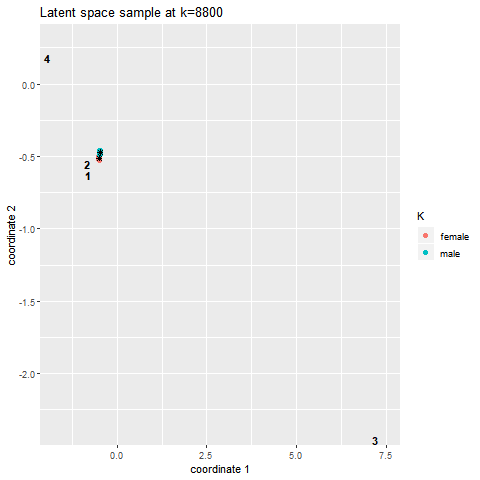 Latent space sample at k=8800
4
0.0
-0.5
2
1
-1.0
-1.5
-2.0
3
coordinate 2
0.0
2.5
5.0
7.5
coordinate 1
K
female
male